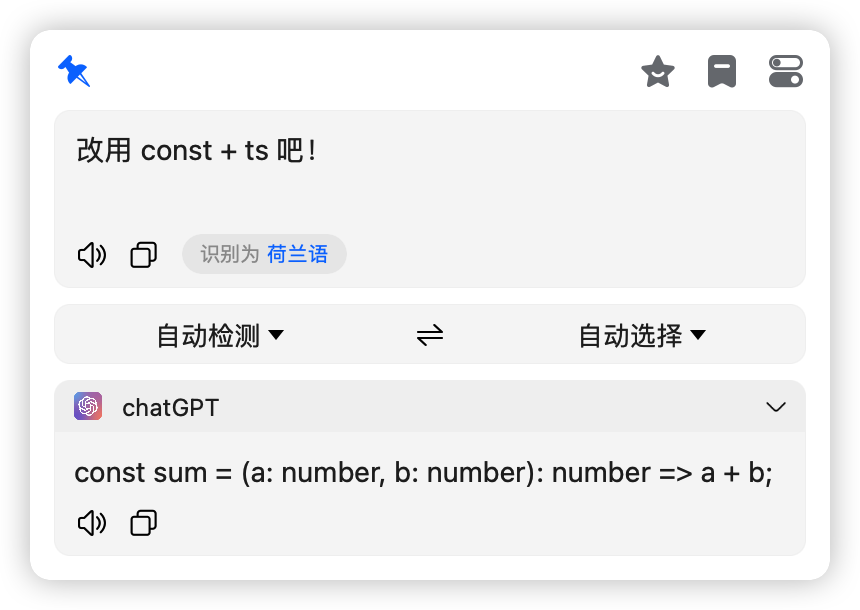 改用 const + ts 吧！
识别为 荷兰语
自动检测
自动选择
chatGPT
const sum = (a: number, b: number): number => a + b;